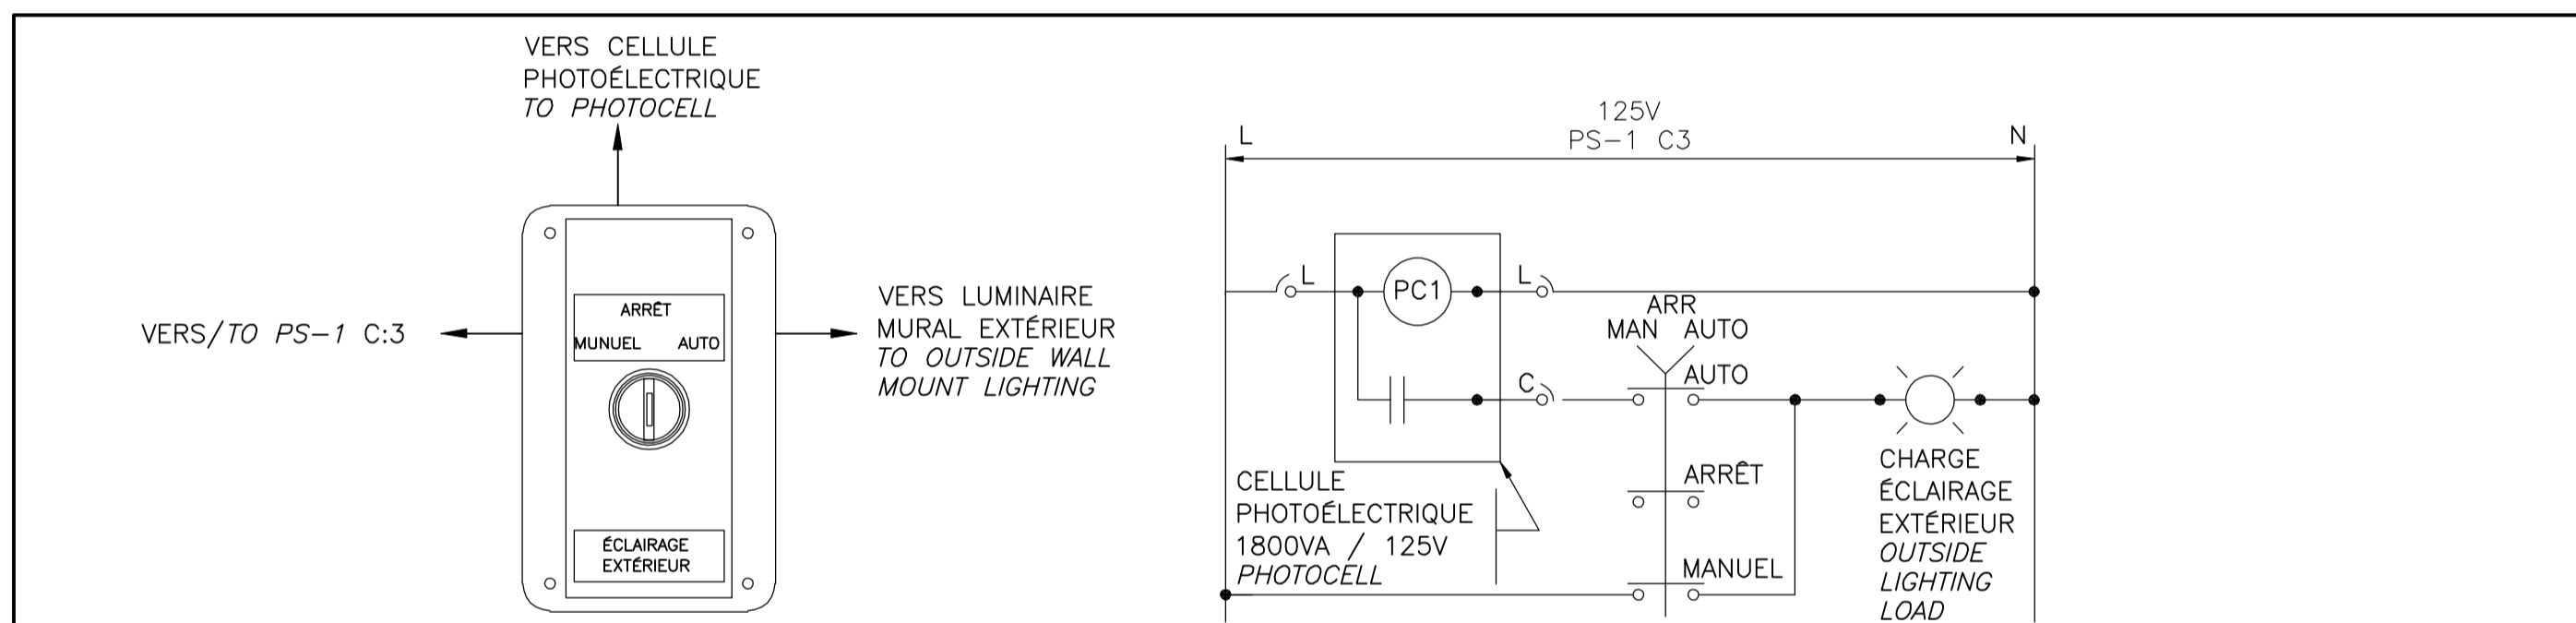 VERS CELLULE
PHOTOÉLECTRIQUE
TO PHOTOCELL
VERS/TO PS-1 C:3
ARRÊT
MUNUEL AUTO
ÉCLAIRAGE
EXTÉRIEUR
VERS LUMINAIRE
MURAL EXTÉRIEUR
TO OUTSIDE WALL
MOUNT LIGHTING
125V
L PS-1 C3 N
L PC1 L
ARR
MAN AUTO
AUTO
C
ARRÊT
MANUEL
CELLULE
PHOTOÉLECTRIQUE
1800VA / 125V
PHOTOCELL
CHARGE
ÉCLAIRAGE
EXTÉRIEUR
OUTSIDE
LIGHTING
LOAD